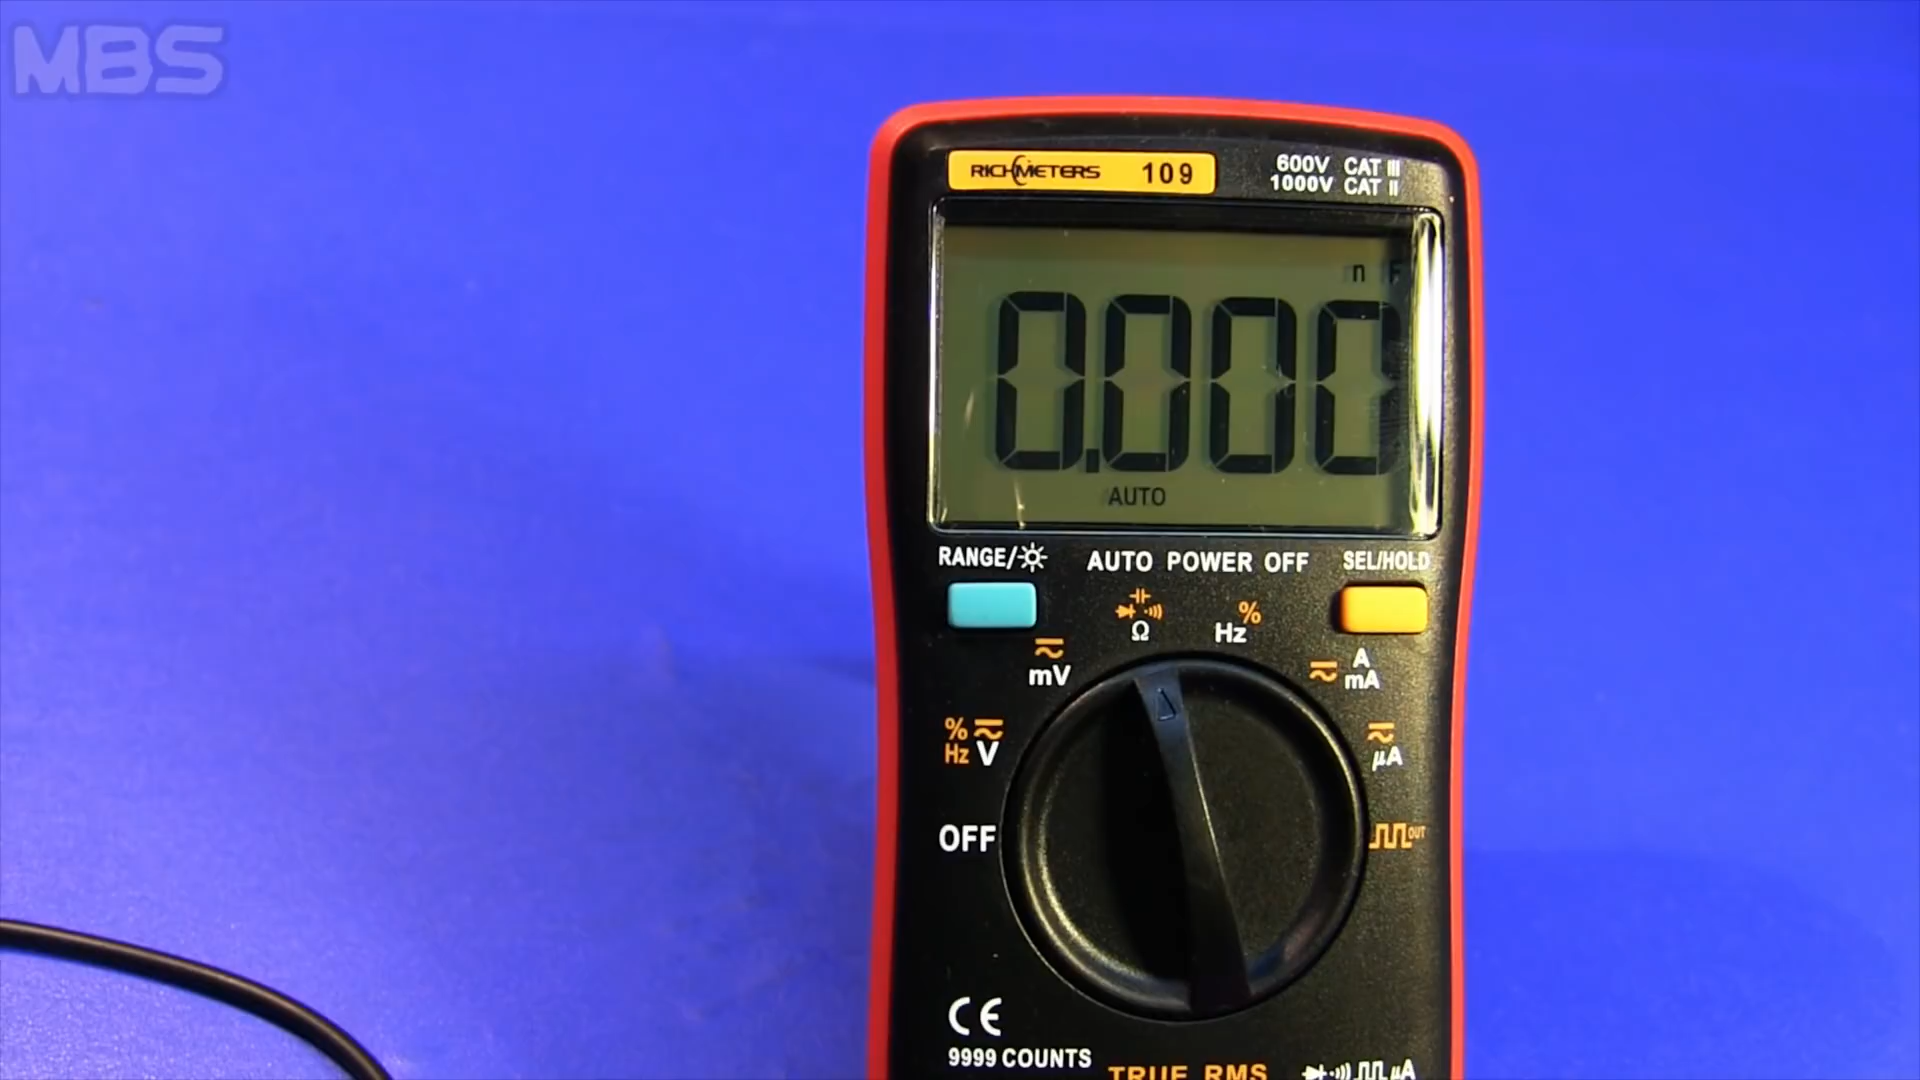 MBS
RICHMETERS 109
600V CAT III
1000V CAT II
n F
0.000
AUTO
RANGE/
AUTO POWER OFF
SEL/HOLD
Ω
Hz %
mV
A
mA
% Hz V
µA
OFF
OUT
CE
9999 COUNTS
TRUE RMS
µA